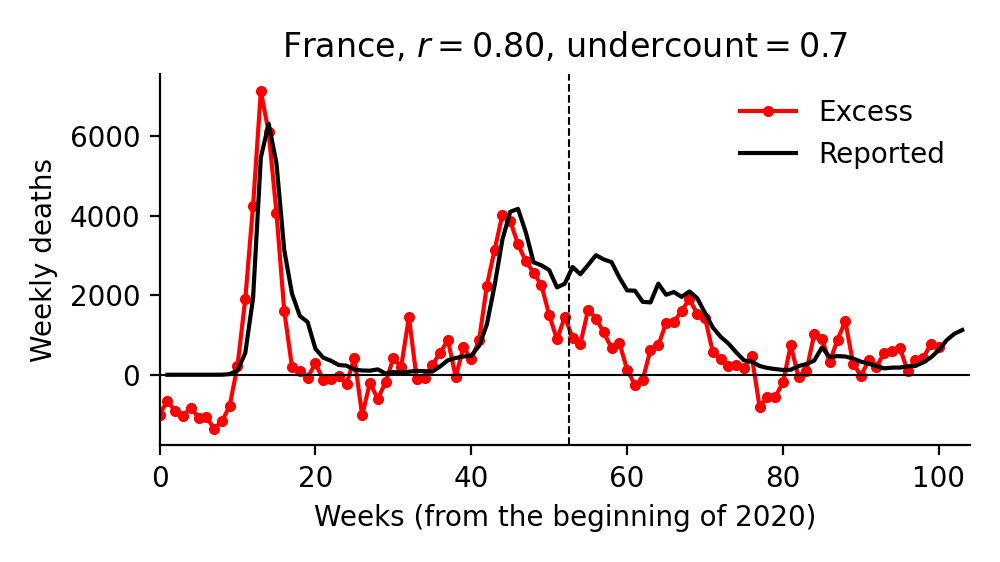 France, r = 0.80, undercount = 0.7
Excess
Reported
Weekly deaths
6000
4000
2000
0
0 20 40 60 80 100
Weeks (from the beginning of 2020)